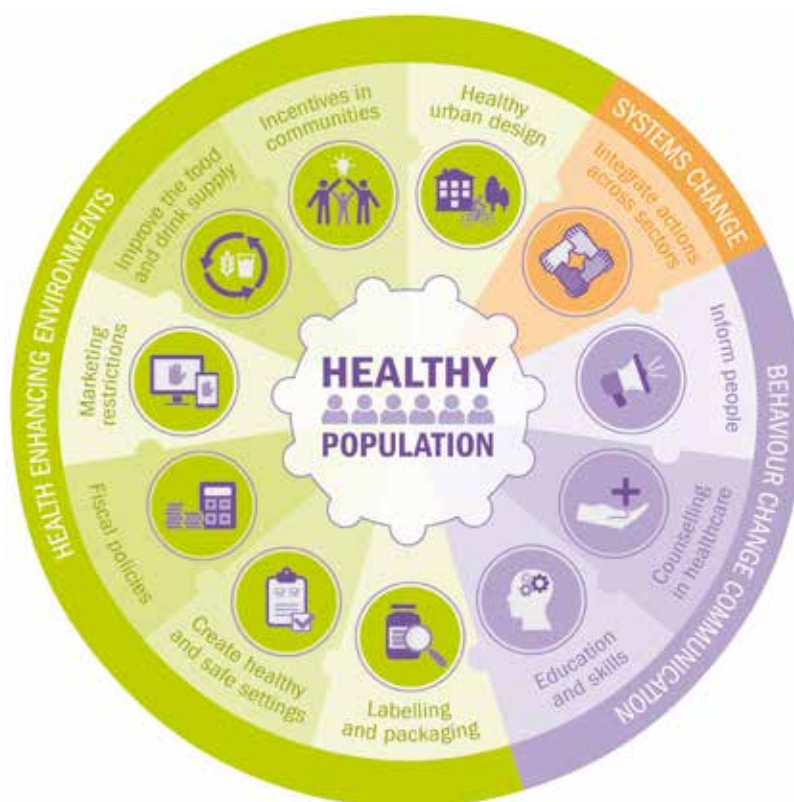 HEALTHY
POPULATION
HEALTH ENHANCING ENVIRONMENTS
Healthy
urban design
Incentives in
communities
Improve the food
and drink supply
Marketing
restrictions
Fiscal policies
Create healthy
and safe settings
Labelling
and packaging
SYSTEMS CHANGE
Integrate actions
across sectors
BEHAVIOUR CHANGE COMMUNICATION
Inform people
Counselling
in healthcare
Education
and skills